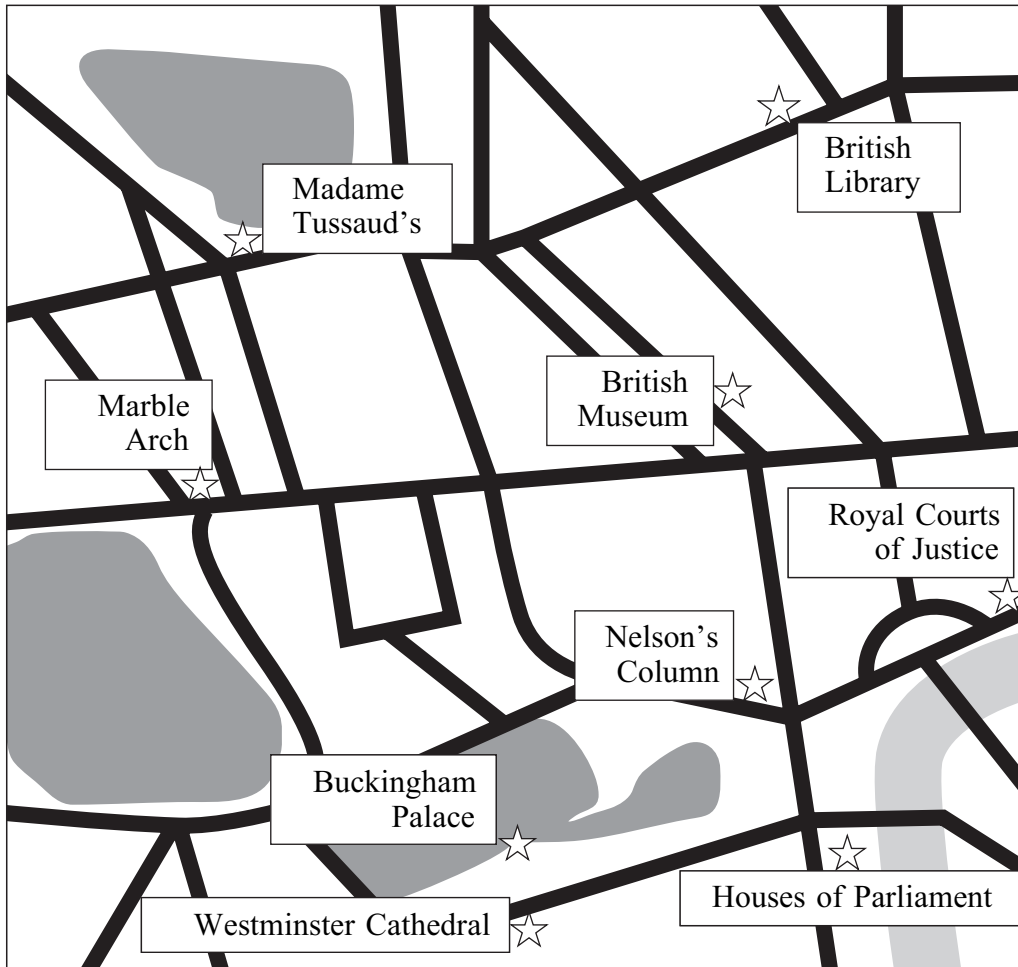 British
Library
Madame
Tussaud's
British
Museum
Marble
Arch
Royal Courts
of Justice
Nelson's
Column
Buckingham
Palace
Houses of Parliament
Westminster Cathedral